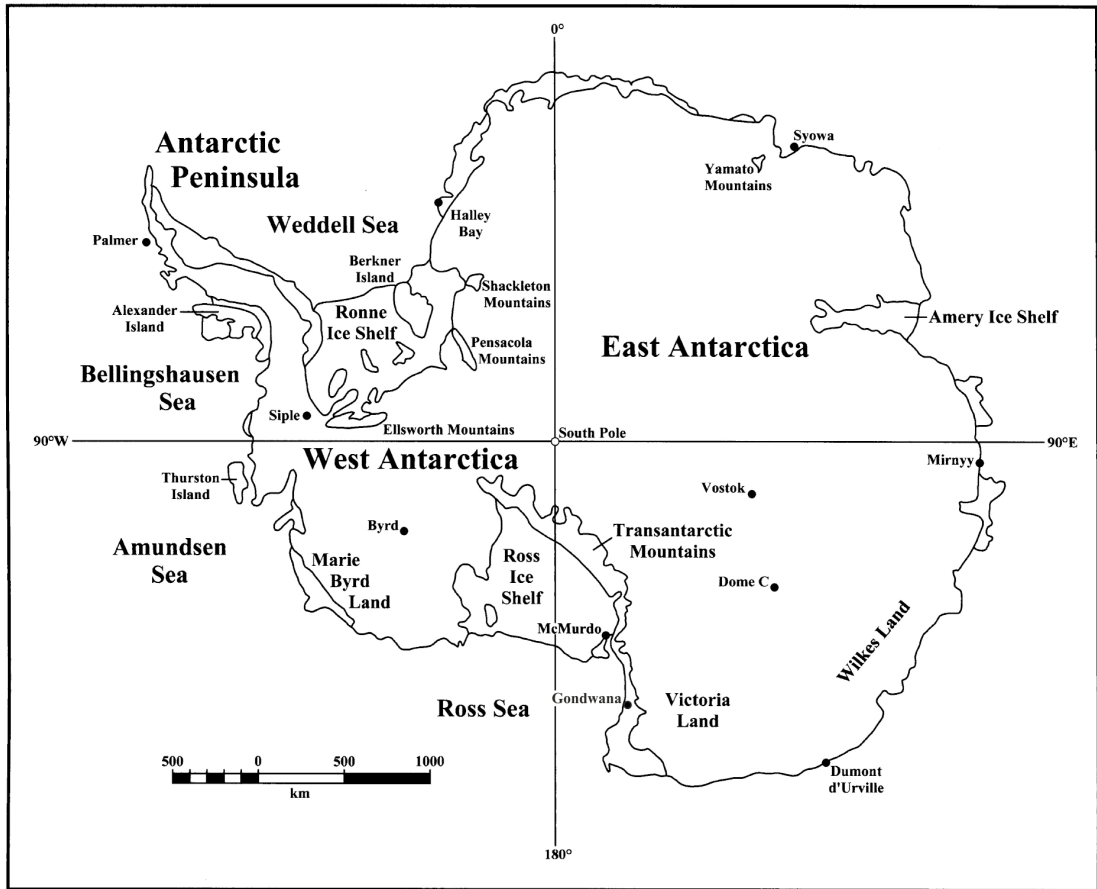 0°
Antarctic
Peninsula
Syowa
Yamato
Mountains
Weddell Sea
Halley
Bay
Palmer
Berkner
Island
Shackleton
Mountains
Alexander
Island
Ronne
Ice Shelf
Amery Ice Shelf
Pensacola
Mountains
East Antarctica
Bellingshausen
Sea
Siple
Ellsworth Mountains
South Pole
90°W
90°E
West Antarctica
Mirnyy
Thurston
Island
Vostok
Byrd
Transantarctic
Mountains
Amundsen
Sea
Marie
Byrd
Land
Ross
Ice
Shelf
Dome C
McMurdo
Wilkes Land
Gondwana
Victoria
Land
Ross Sea
500 0 500 1000
km
Dumont
d'Urville
180°